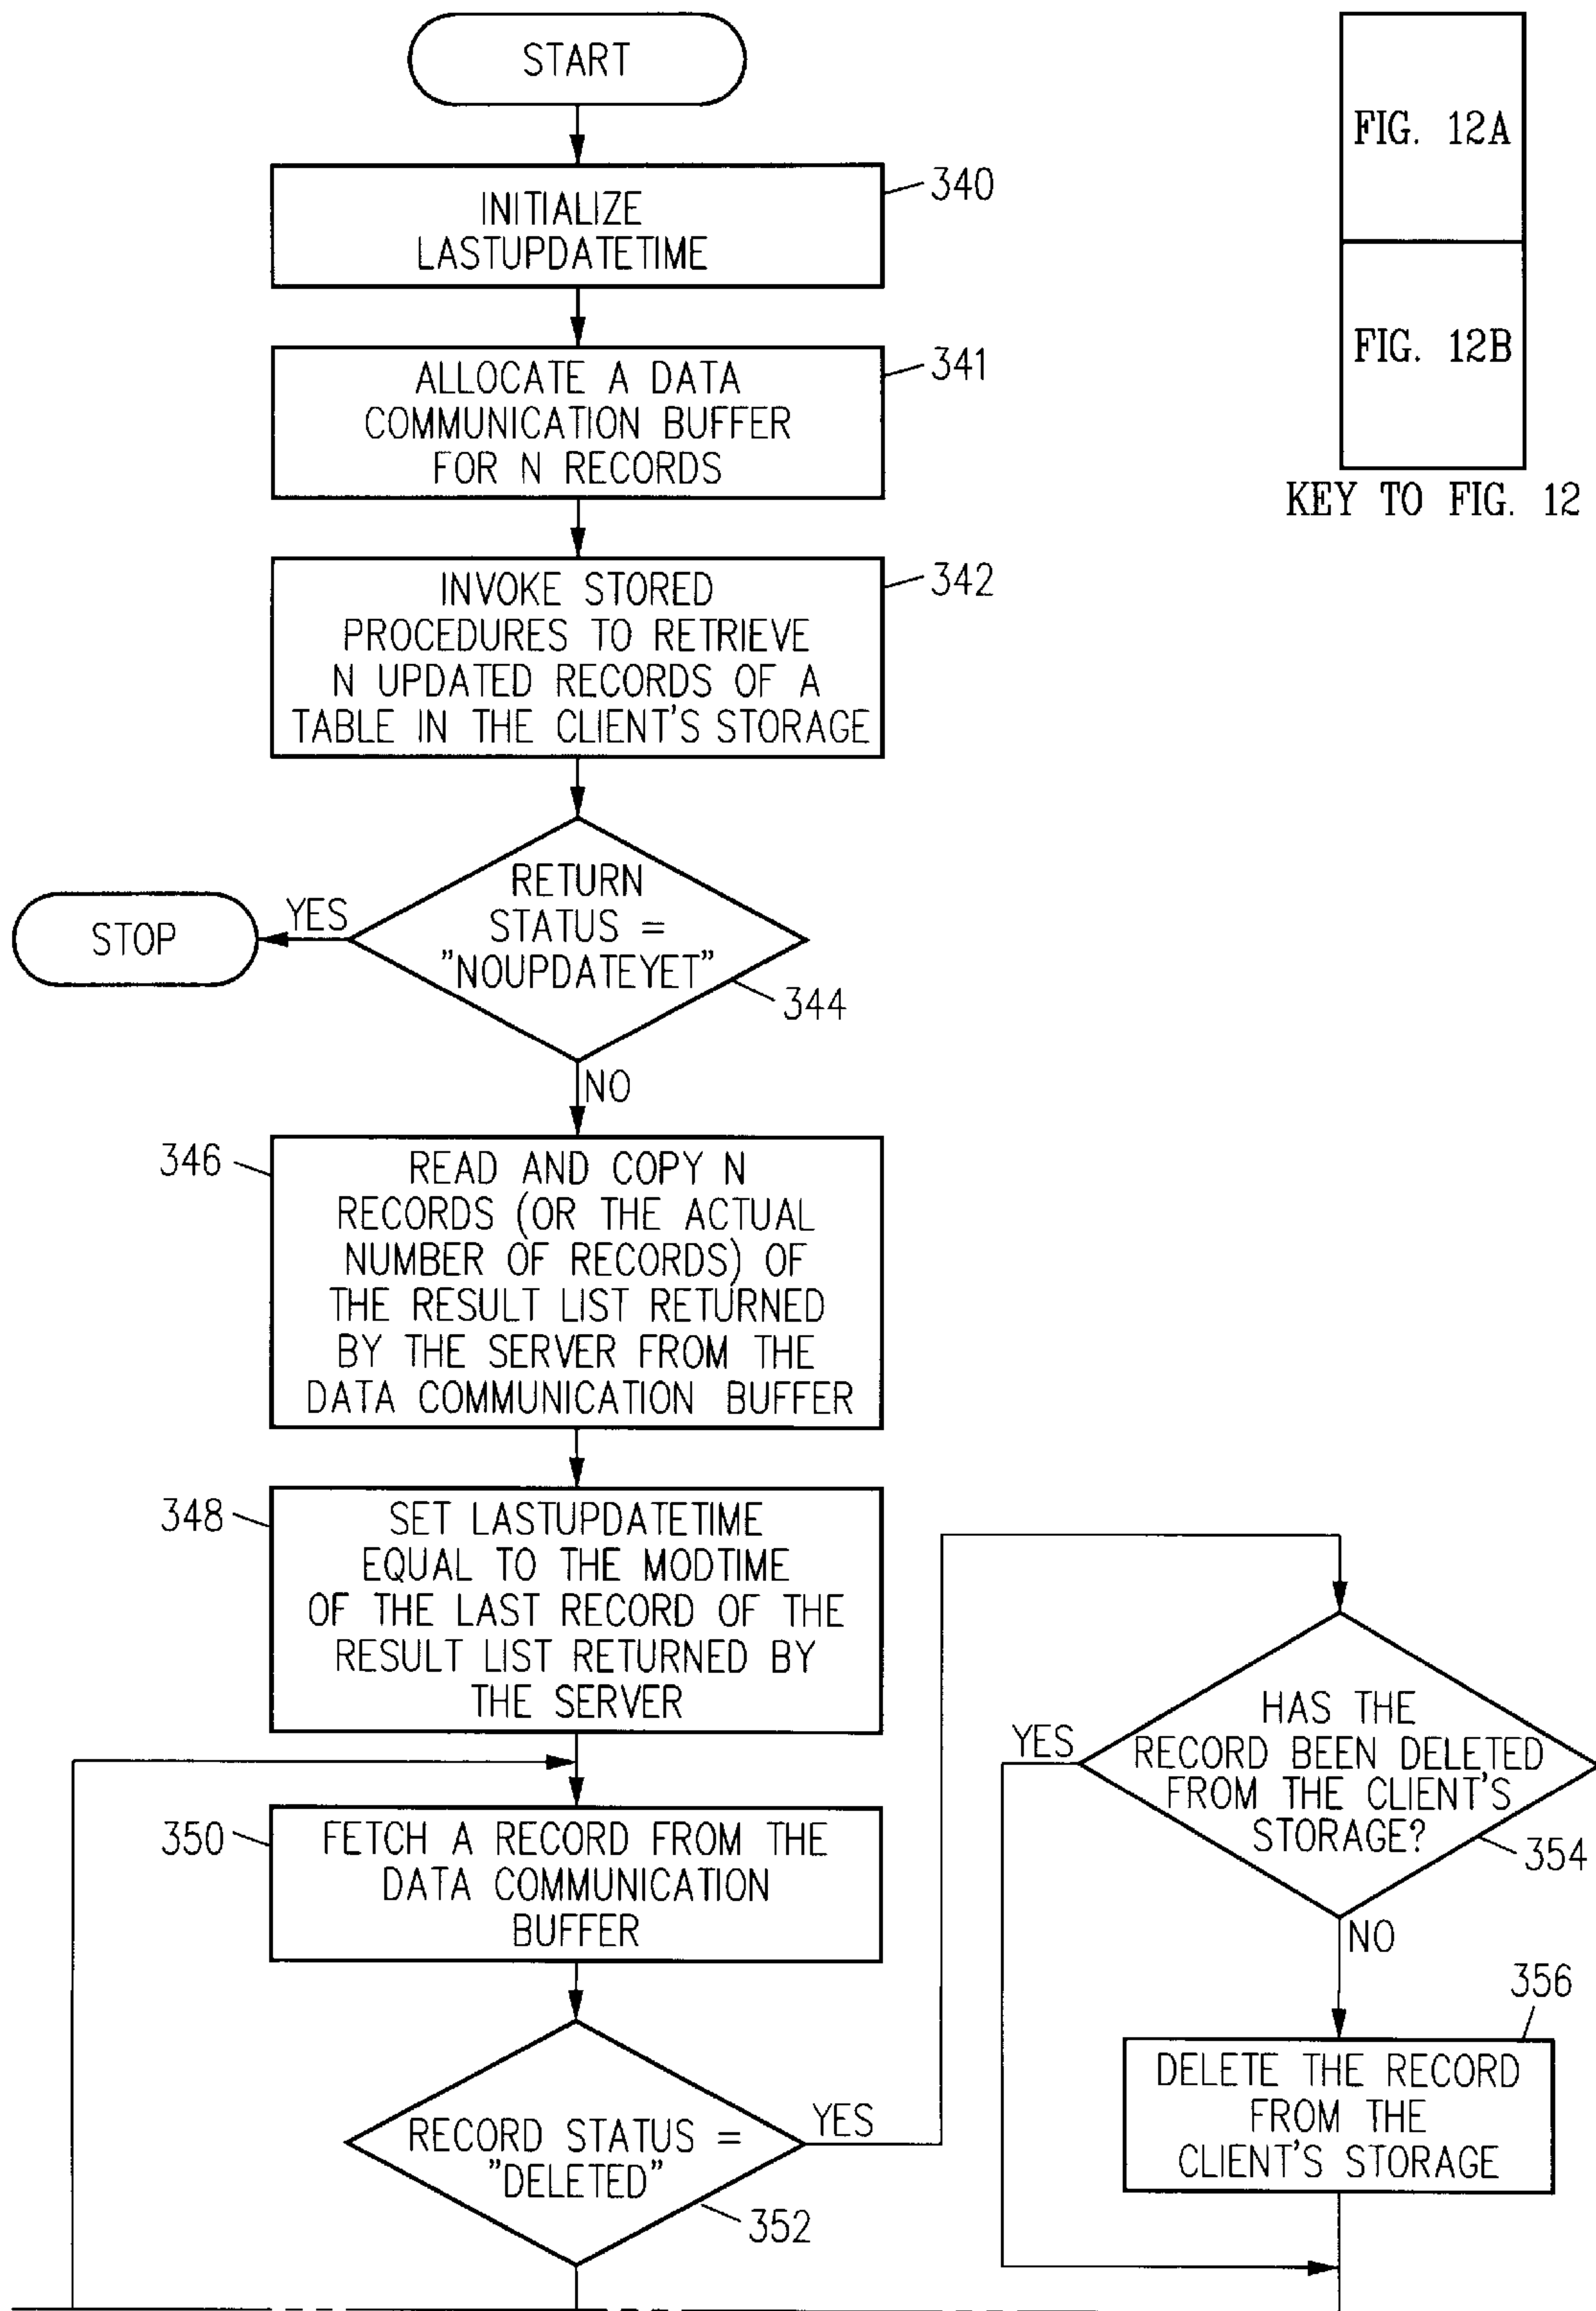 START
FIG. 12A
FIG. 12B
KEY TO FIG. 12
INITIALIZE
LASTUPDATETIME
340
ALLOCATE A DATA
COMMUNICATION BUFFER
FOR N RECORDS
341
INVOKE STORED
PROCEDURES TO RETRIEVE
N UPDATED RECORDS OF A
TABLE IN THE CLIENT'S STORAGE
342
RETURN
STATUS =
"NOUPDATEYET"
344
YES
STOP
NO
346
READ AND COPY N
RECORDS (OR THE ACTUAL
NUMBER OF RECORDS) OF
THE RESULT LIST RETURNED
BY THE SERVER FROM THE
DATA COMMUNICATION BUFFER
348
SET LASTUPDATETIME
EQUAL TO THE MODTIME
OF THE LAST RECORD OF THE
RESULT LIST RETURNED BY
THE SERVER
350
FETCH A RECORD FROM THE
DATA COMMUNICATION
BUFFER
RECORD STATUS =
"DELETED"
352
YES
HAS THE
RECORD BEEN DELETED
FROM THE CLIENT'S
STORAGE?
354
YES
NO
356
DELETE THE RECORD
FROM THE
CLIENT'S STORAGE